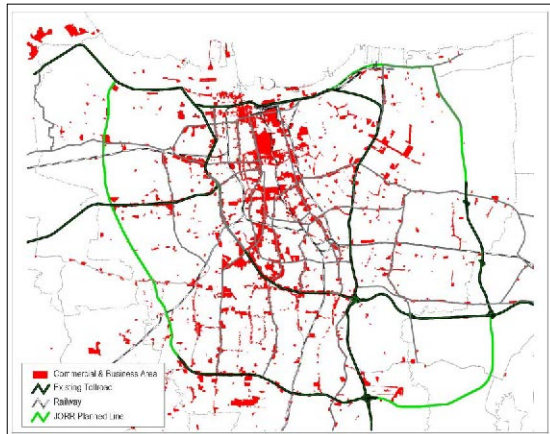 Commercial & Business Area
Existing Tollroad
Railway
JORR Planned Line